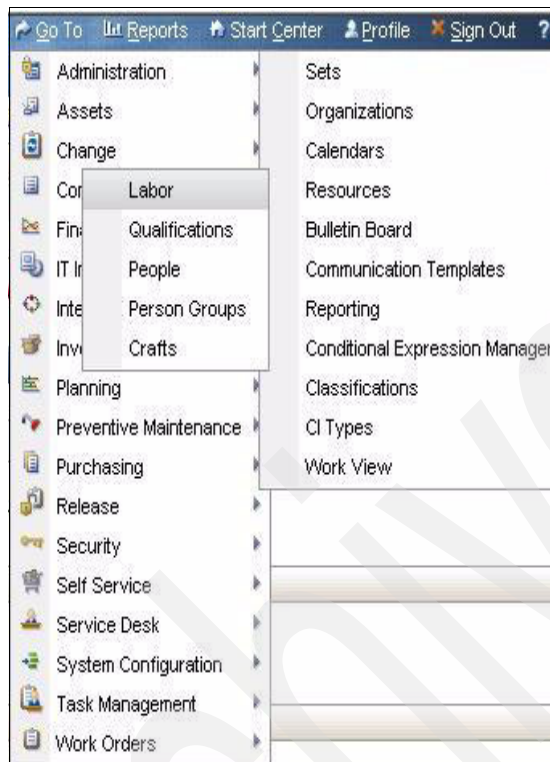 Go To Reports Start Center Profile Sign Out ?
Administration
Assets
Change
Planning
Preventive Maintenance
Purchasing
Release
Security
Self Service
Service Desk
System Configuration
Task Management
Work Orders
Sets
Organizations
Calendars
Resources
Bulletin Board
Communication Templates
Reporting
Conditional Expression Manager
Classifications
CI Types
Work View
Labor
Qualifications
People
Person Groups
Crafts